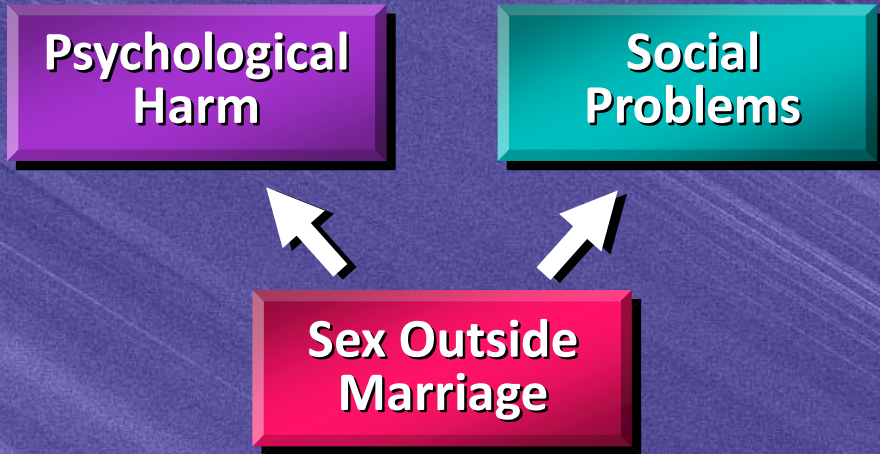 Psychological
Harm
Social
Problems
Sex Outside
Marriage